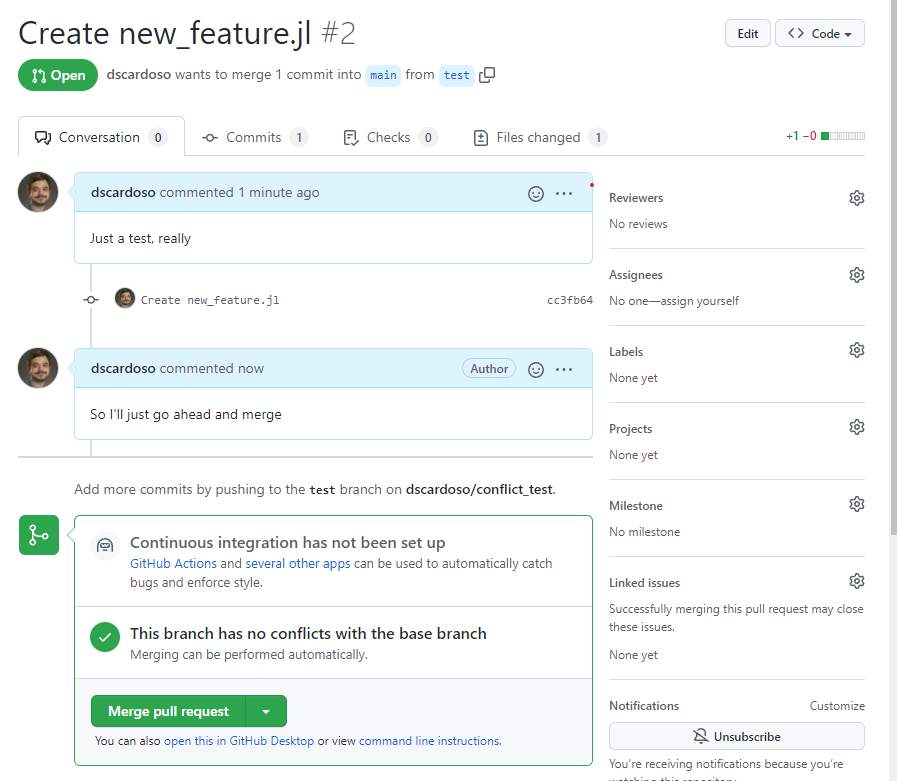 Create new_feature.jl #2
Edit
Code
Open
dscardoso wants to merge 1 commit into main from test
Conversation 0
Commits 1
Checks 0
Files changed 1
+1 −0
dscardoso commented 1 minute ago
Just a test, really
Create new_feature.jl
cc3fb64
dscardoso commented now
Author
So I'll just go ahead and merge
Add more commits by pushing to the test branch on dscardoso/conflict_test.
Continuous integration has not been set up
GitHub Actions and several other apps can be used to automatically catch
bugs and enforce style.
This branch has no conflicts with the base branch
Merging can be performed automatically.
Merge pull request
You can also open this in GitHub Desktop or view command line instructions.
Reviewers
No reviews
Assignees
No one—assign yourself
Labels
None yet
Projects
None yet
Milestone
No milestone
Linked issues
Successfully merging this pull request may close
these issues.
None yet
Notifications
Customize
Unsubscribe
You're receiving notifications because you're
watching this repository.